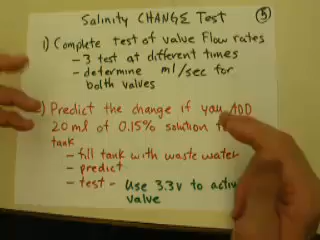 Salinity CHANGE Test 5
1) Complete test of valve Flow rates
- 3 test at different times
- determine ml/sec for
both valves
Predict the change if you ADD
20 ml of 0.15% solution
tank
- fill tank with waste water
- predict
- test - Use 3.3v to
valve